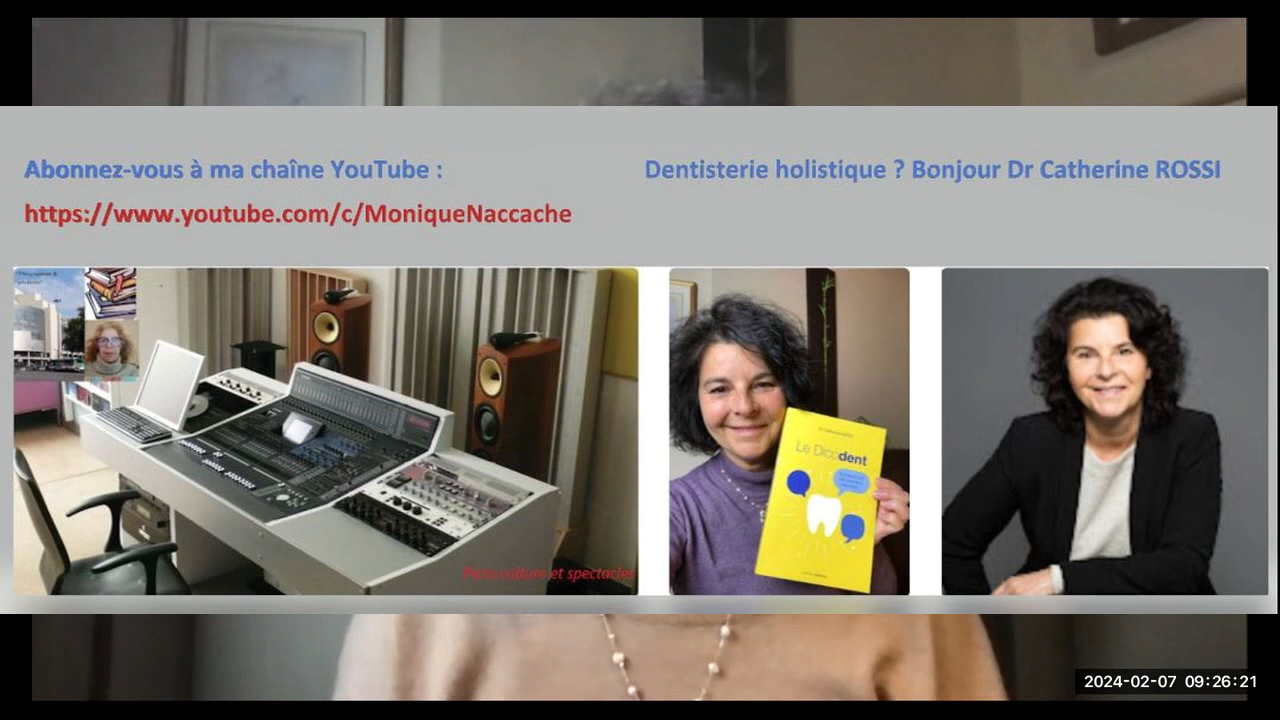 Abonnez-vous à ma chaîne YouTube :
Dentisterie holistique ? Bonjour Dr Catherine ROSSI
https://www.youtube.com/c/MoniqueNaccache
Le Dicodent
Paris culture et spectacles
2024-02-07 09:26:21